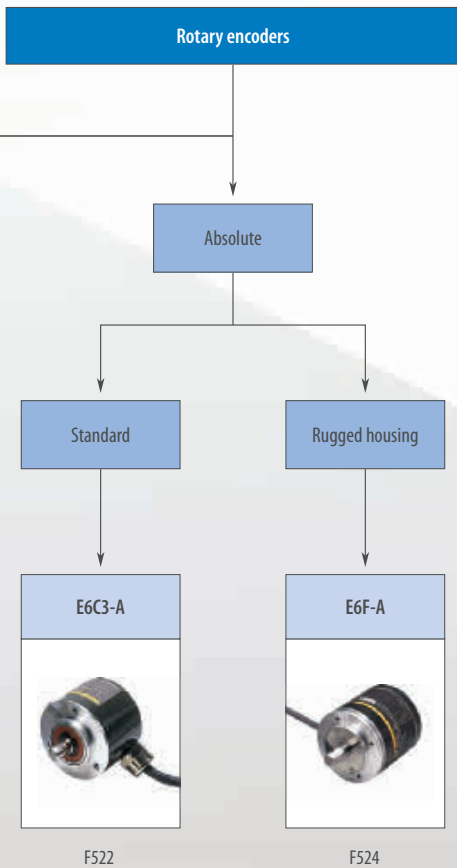 Rotary encoders
Absolute
Standard
Rugged housing
E6C3-A
E6F-A
F522
F524